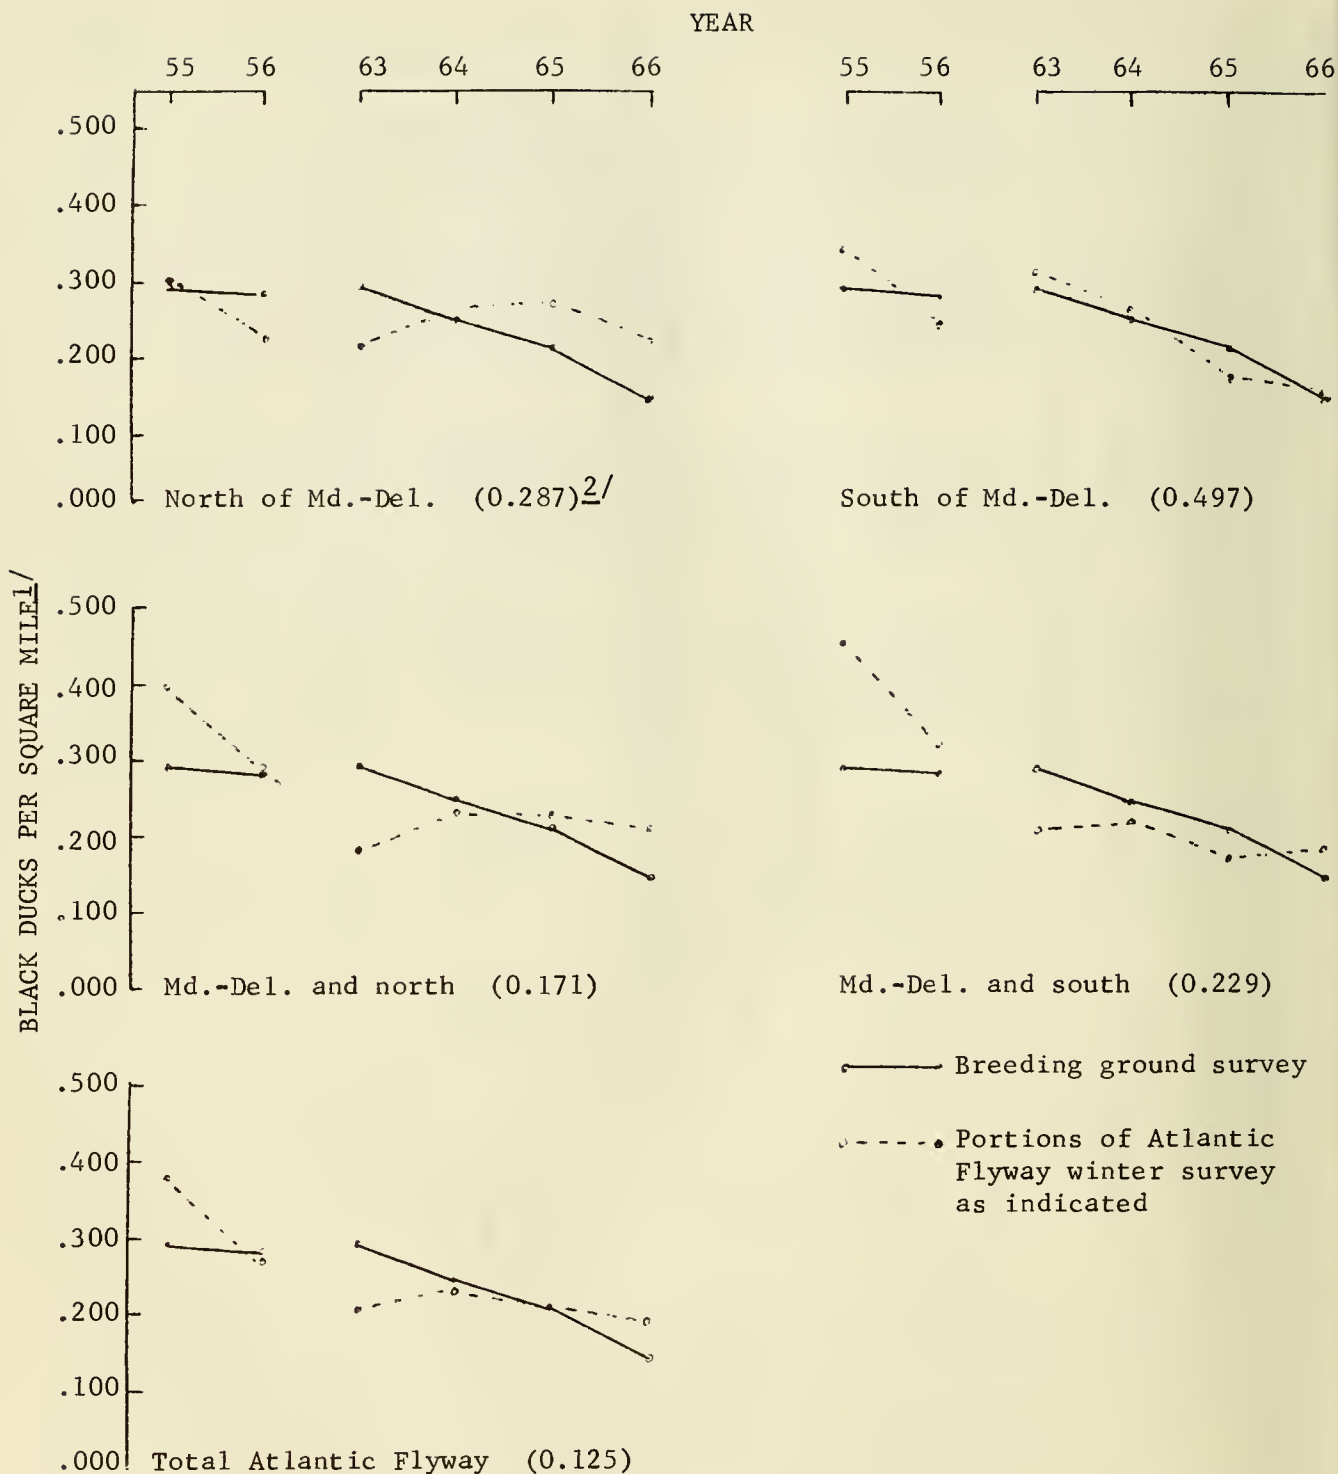 YEAR
55 56 63 64 65 66 55 56 63 64 65 66
.500
.400
.300
.200
.100
.000 North of Md.-Del. (0.287)2/ South of Md.-Del. (0.497)
BLACK DUCKS PER SQUARE MILE1/
.500
.400
.300
.200
.100
.000 Md.-Del. and north (0.171) Md.-Del. and south (0.229)
Breeding ground survey
Portions of Atlantic
Flyway winter survey
as indicated
.500
.400
.300
.200
.100
.000 Total Atlantic Flyway (0.125)